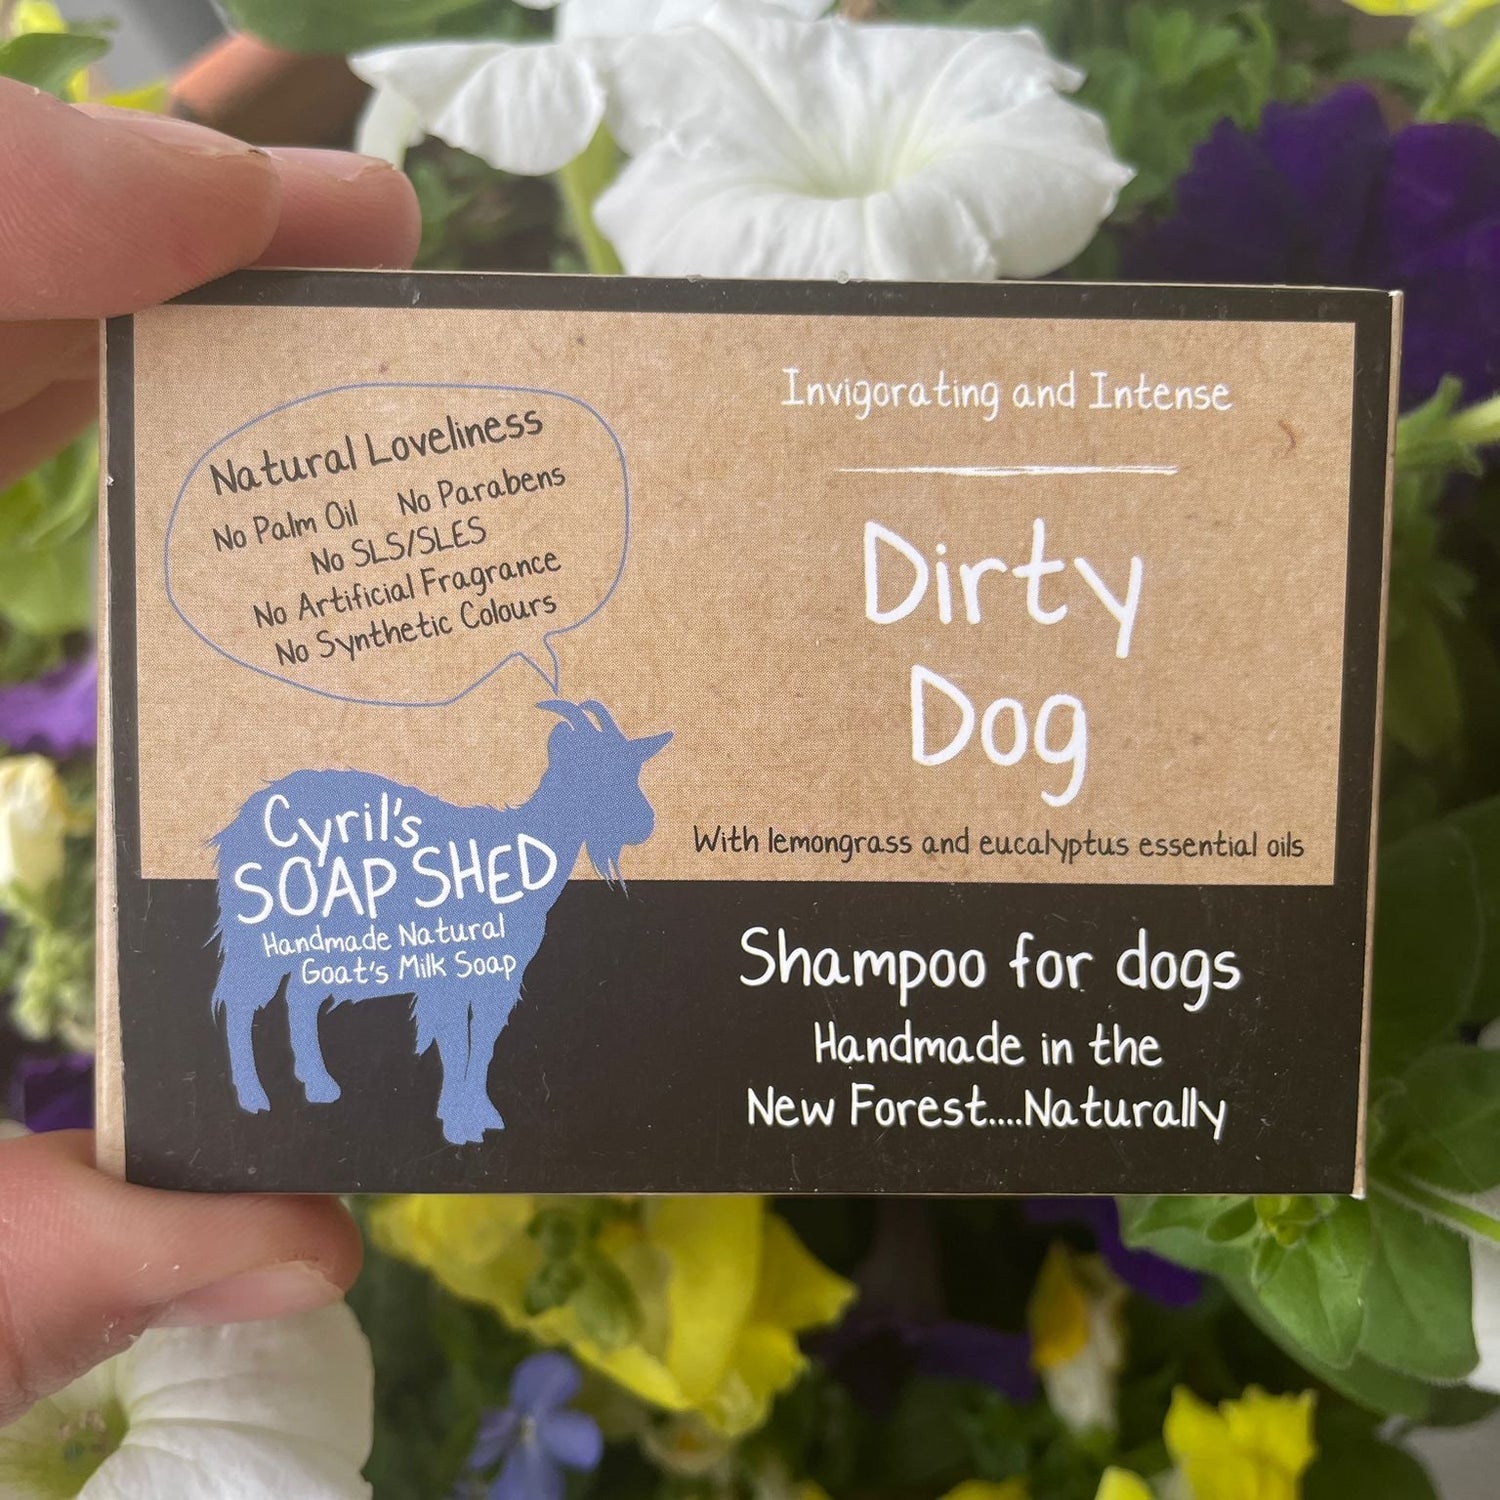 Natural Loveliness
No Palm Oil No Parabens
No SLS/SLES
No Artificial Fragrance
No Synthetic Colours
Cyril's
SOAP SHED
Handmade Natural
Goat's Milk Soap
Invigorating and Intense
Dirty
Dog
With lemongrass and eucalyptus essential oils
Shampoo for dogs
Handmade in the
New Forest....Naturally